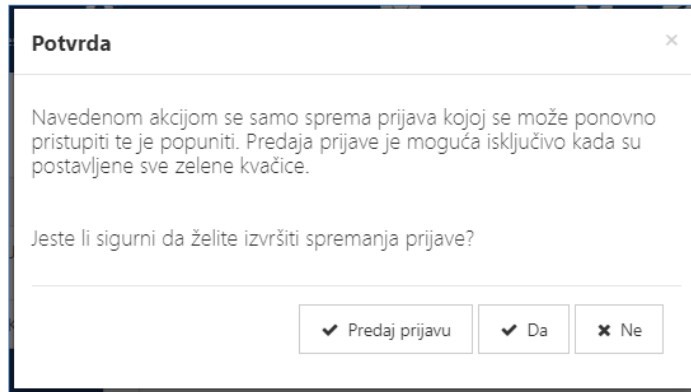 Potvrda
Navedenom akcijom se samo sprema prijava kojoj se može ponovno
pristupiti te je popuniti. Predaja prijave je moguća isključivo kada su
postavljene sve zelene kvačice.
Jeste li sigurni da želite izvršiti spremanja prijave?
Predaj prijavu Da Ne